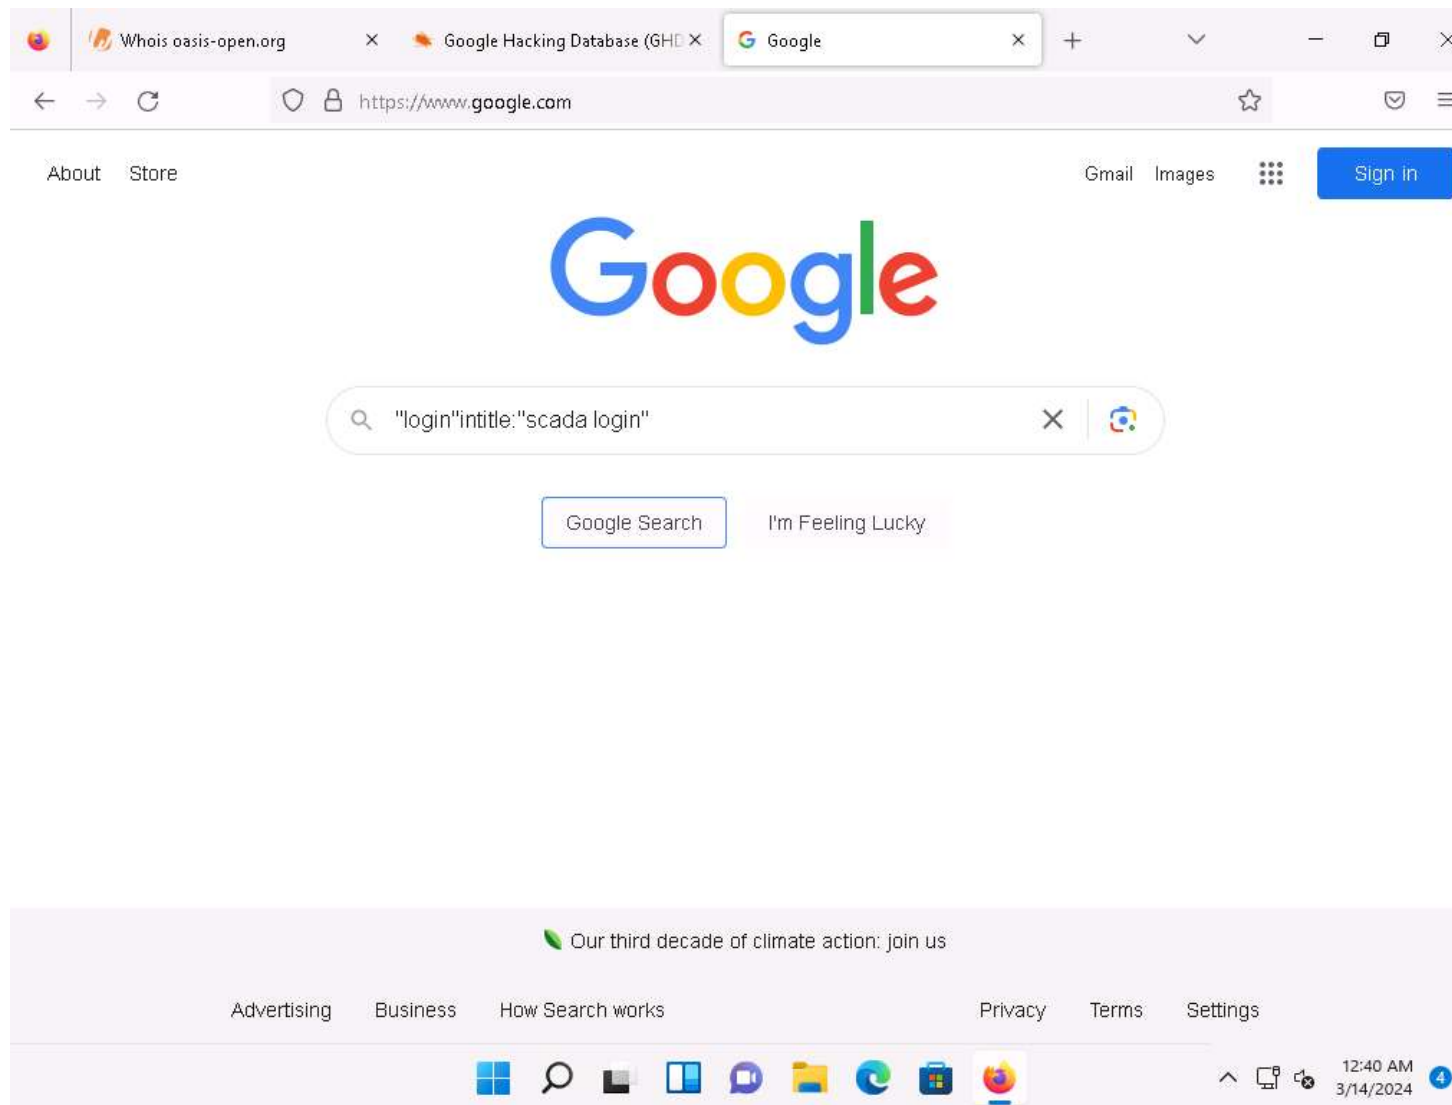 Whois oasis-open.org
Google Hacking Database (GHD
Google
https://www.google.com
About Store
Gmail Images Sign in
Google
"login"intitle:"scada login"
Google Search I'm Feeling Lucky
Our third decade of climate action: join us
Advertising Business How Search works Privacy Terms Settings
12:40 AM
3/14/2024
4